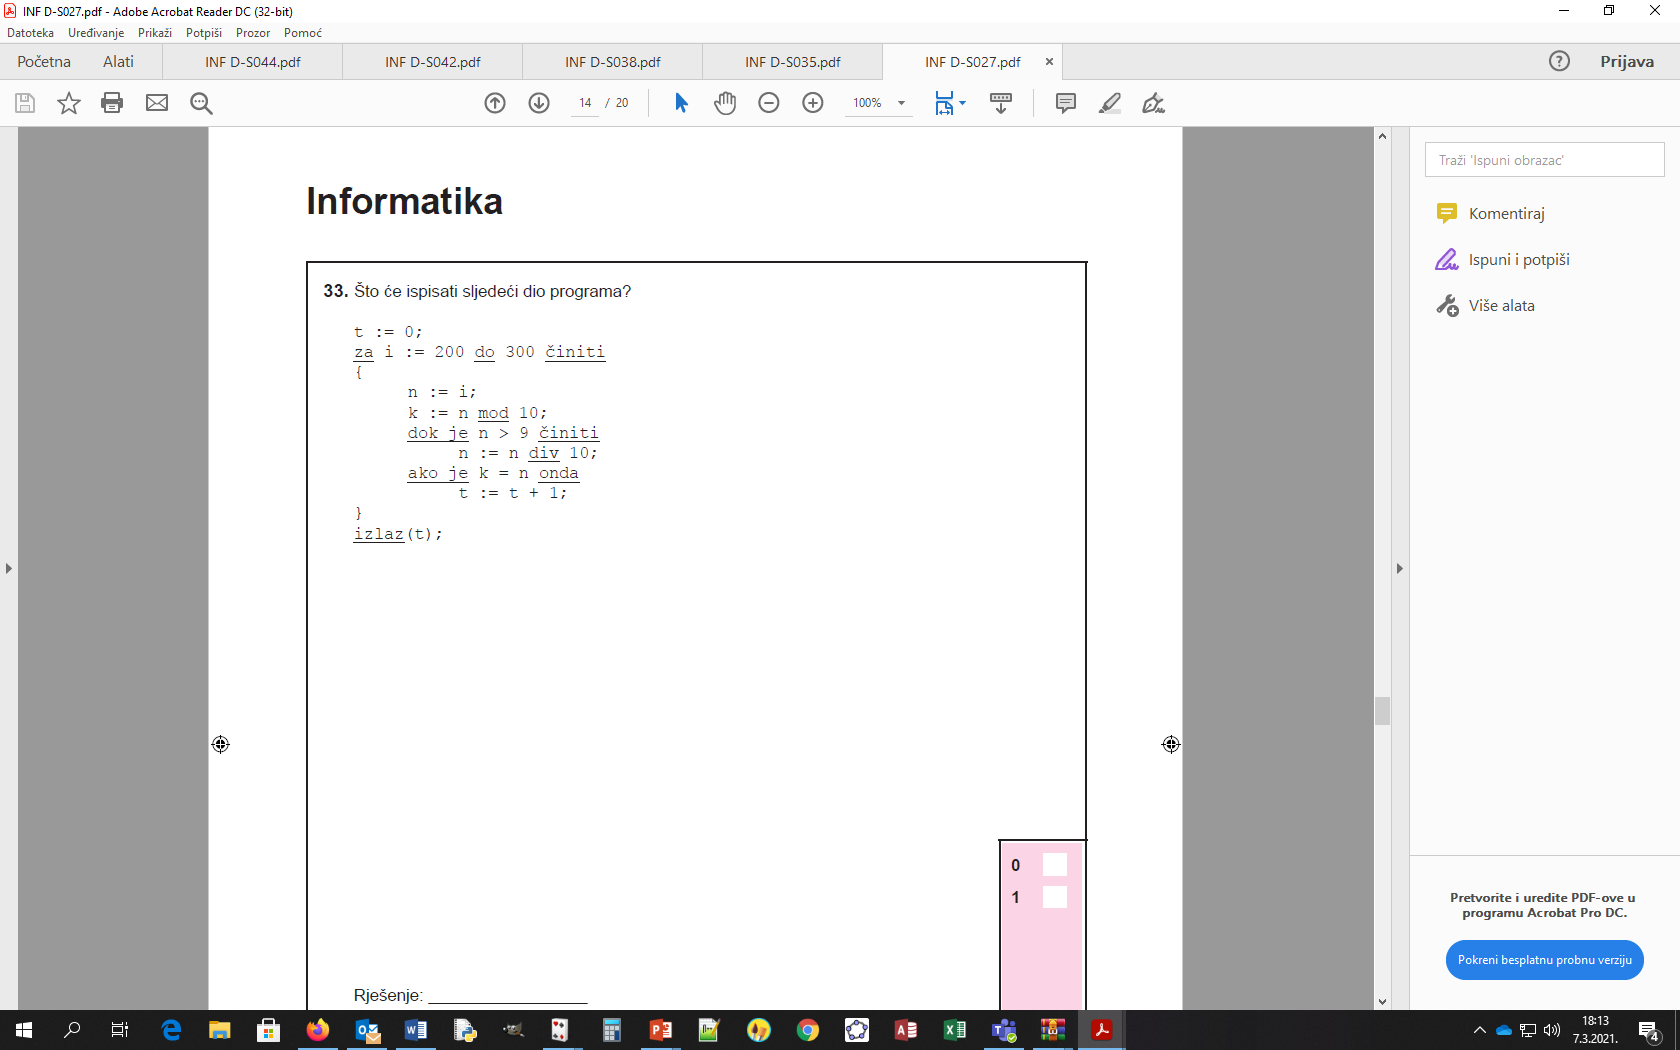 INF D-S027.pdf - Adobe Acrobat Reader DC (32-bit)
Datoteka Uređivanje Prikaži Potpiši Prozor Pomoć
Početna Alati INF D-S044.pdf INF D-S042.pdf INF D-S038.pdf INF D-S035.pdf INF D-S027.pdf × ? Prijava
14 / 20 100%
Traži 'Ispuni obrazac'
Komentiraj
Ispuni i potpiši
Više alata
Informatika
33. Što će ispisati sljedeći dio programa?
t := 0;
za i := 200 do 300 činiti
{
n := i;
k := n mod 10;
dok je n > 9 činiti
n := n div 10;
ako je k = n onda
t := t + 1;
}
izlaz(t);
0
1
Rješenje: _________________
Pretvorite i uredite PDF-ove u
programu Acrobat Pro DC.
Pokreni besplatnu probnu verziju
18:13
7.3.2021.
4